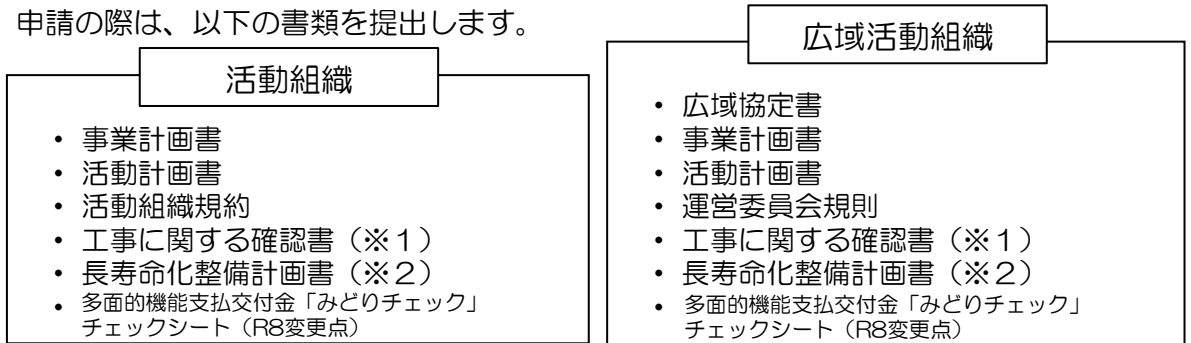 申請の際は、以下の書類を提出します。
活動組織
・ 事業計画書
・ 活動計画書
・ 活動組織規約
・ 工事に関する確認書（※１）
・ 長寿命化整備計画書（※２）
・ 多面的機能支払交付金「みどりチェック」
チェックシート（R8変更点）
広域活動組織
・ 広域協定書
・ 事業計画書
・ 活動計画書
・ 運営委員会規則
・ 工事に関する確認書（※１）
・ 長寿命化整備計画書（※２）
・ 多面的機能支払交付金「みどりチェック」
チェックシート（R8変更点）